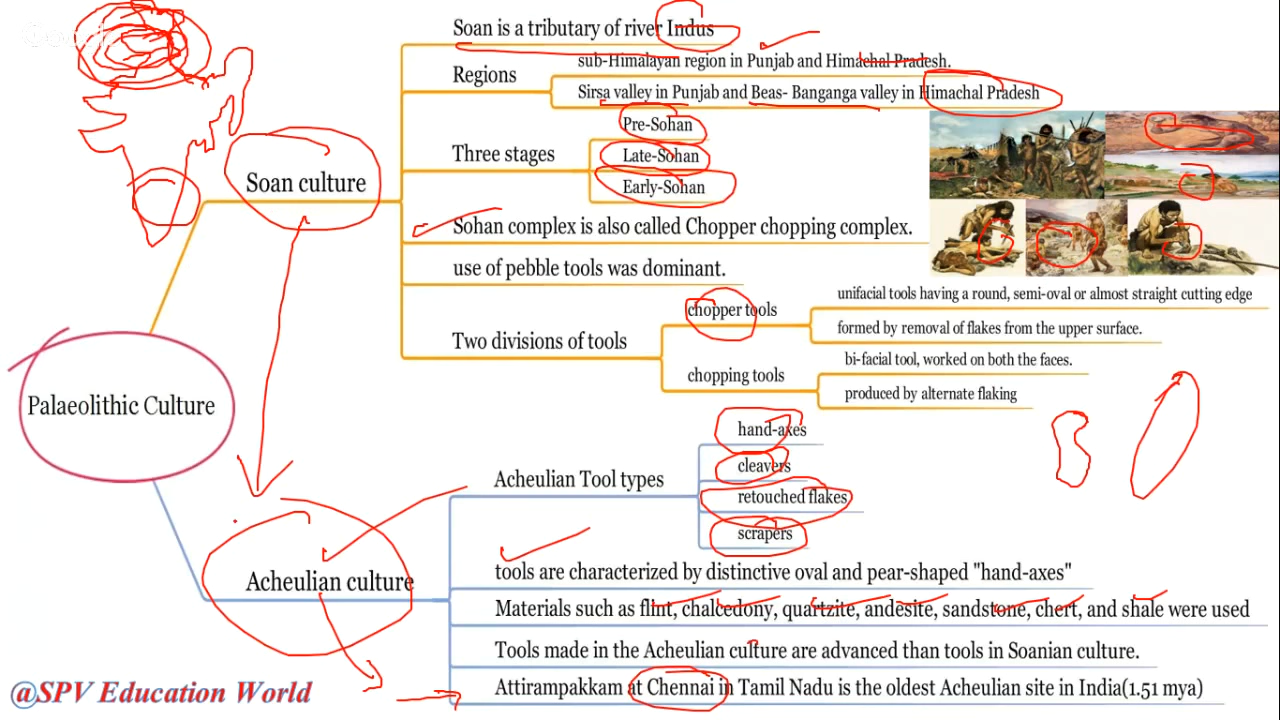 Soan is a tributary of river Indus
Regions
sub-Himalayan region in Punjab and Himachal Pradesh.
Sirsa valley in Punjab and Beas- Banganga valley in Himachal Pradesh
Three stages
Pre-Sohan
Late-Sohan
Early-Sohan
Soan culture
Sohan complex is also called Chopper chopping complex.
use of pebble tools was dominant.
Two divisions of tools
chopper tools
unifacial tools having a round, semi-oval or almost straight cutting edge
formed by removal of flakes from the upper surface.
chopping tools
bi-facial tool, worked on both the faces.
produced by alternate flaking
Palaeolithic Culture
Acheulian Tool types
hand-axes
cleavers
retouched flakes
scrapers
Acheulian culture
tools are characterized by distinctive oval and pear-shaped "hand-axes"
Materials such as flint, chalcedony, quartzite, andesite, sandstone, chert, and shale were used
Tools made in the Acheulian culture are advanced than tools in Soanian culture.
Attirampakkam at Chennai in Tamil Nadu is the oldest Acheulian site in India(1.51 mya)
@SPV Education World